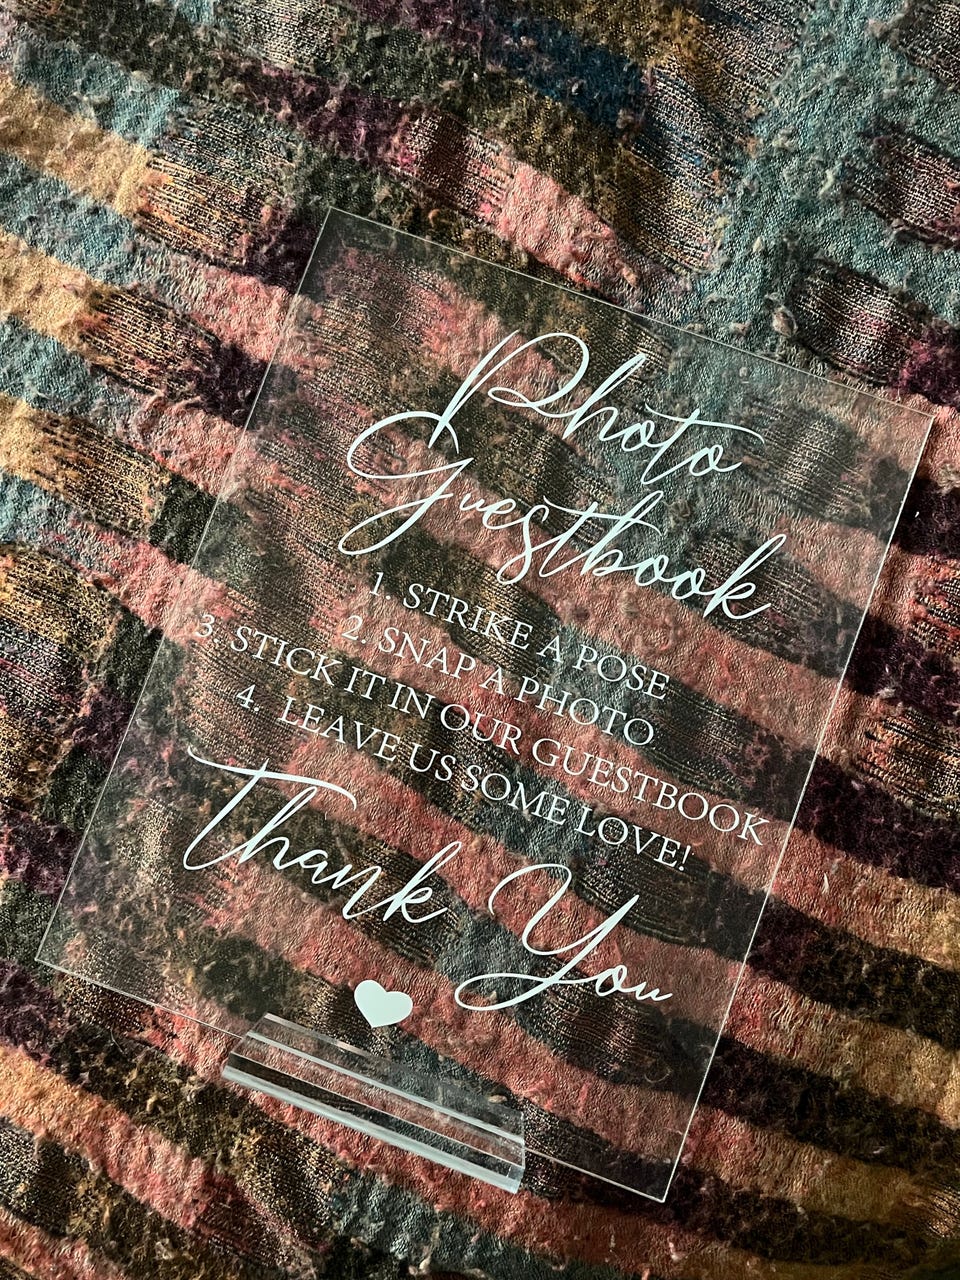 Photo
Guestbook
1. STRIKE A POSE
2. SNAP A PHOTO
3. STICK IT IN OUR GUESTBOOK
4. LEAVE US SOME LOVE!
Thank You